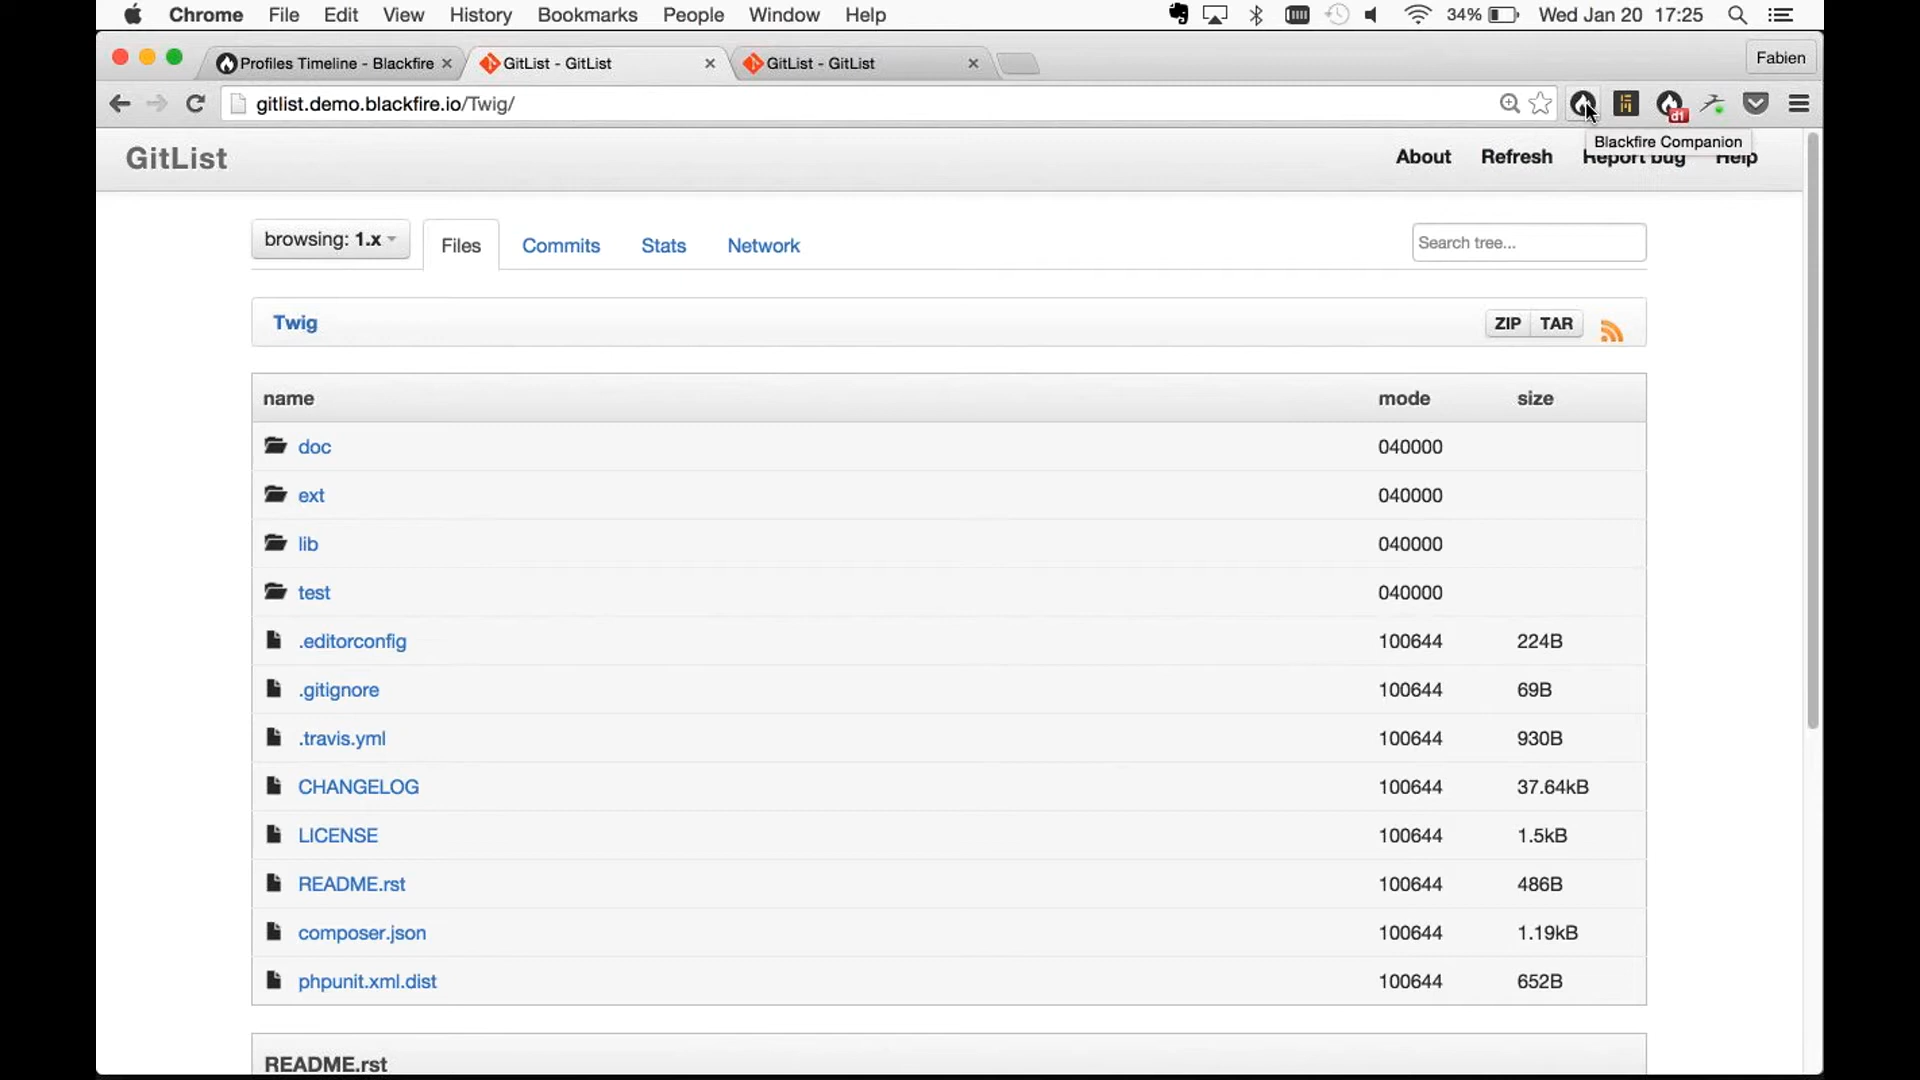 Chrome File Edit View History Bookmarks People Window Help 34% Wed Jan 20 17:25
Profiles Timeline - Blackfire GitList - GitList GitList - GitList Fabien
gitlist.demo.blackfire.io/Twig/
d1
Blackfire Companion
GitList About Refresh Report bug Help
browsing: 1.x Files Commits Stats Network Search tree...
Twig ZIP TAR
name mode size
doc 040000
ext 040000
lib 040000
test 040000
.editorconfig 100644 224B
.gitignore 100644 69B
.travis.yml 100644 930B
CHANGELOG 100644 37.64kB
LICENSE 100644 1.5kB
README.rst 100644 486B
composer.json 100644 1.19kB
phpunit.xml.dist 100644 652B
README.rst